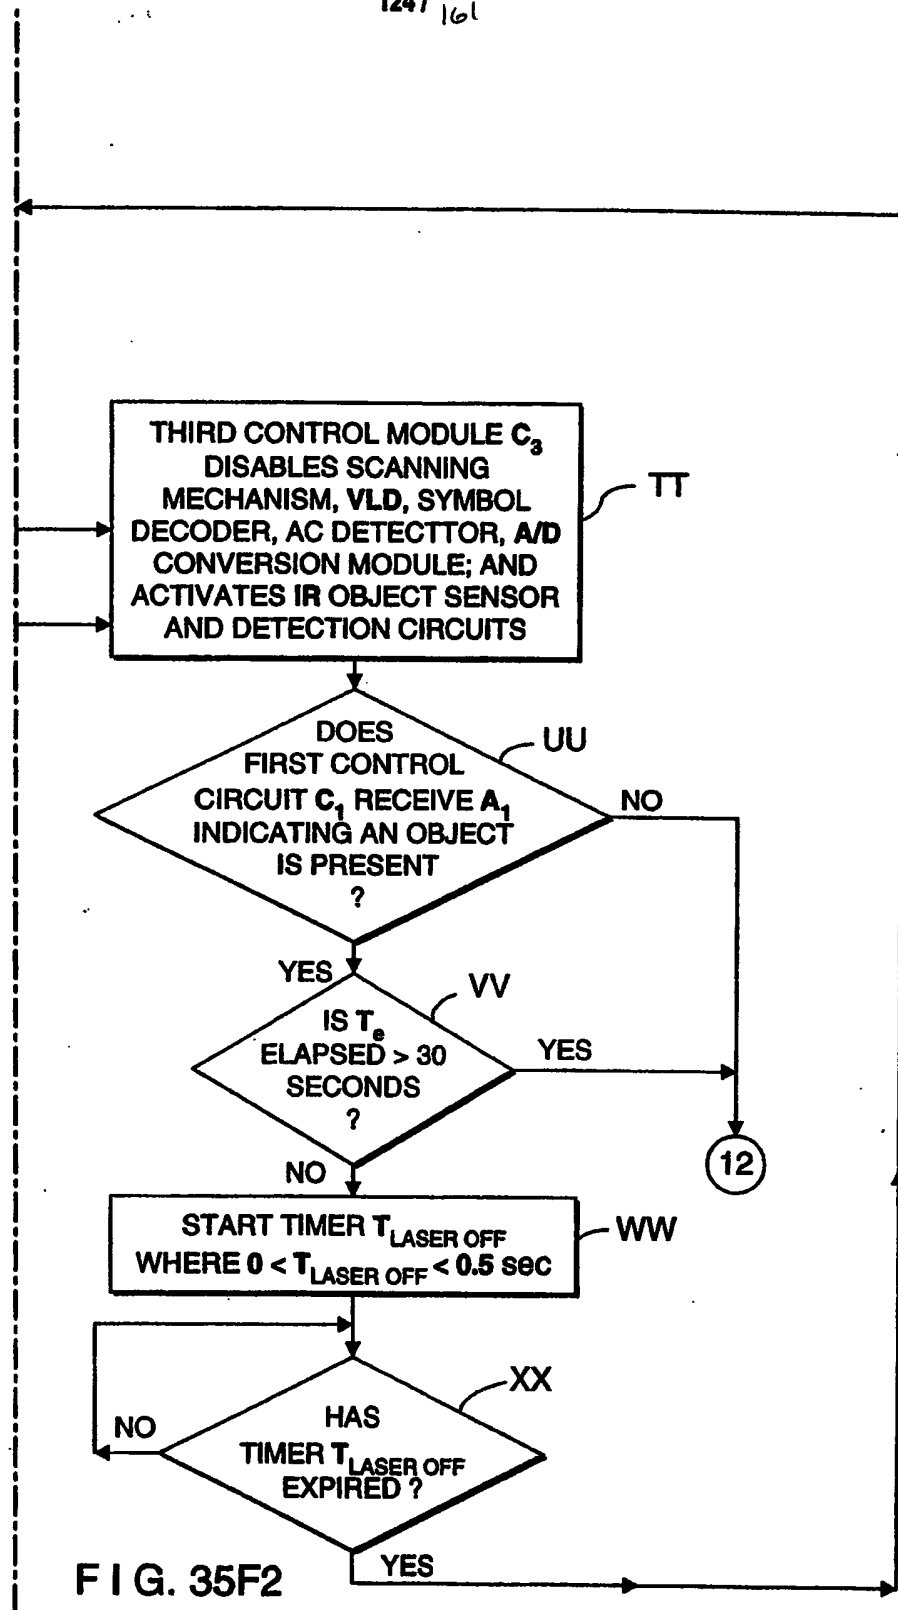 1247 161
THIRD CONTROL MODULE C3
DISABLES SCANNING
MECHANISM, VLD, SYMBOL
DECODER, AC DETECTTOR, A/D
CONVERSION MODULE; AND
ACTIVATES IR OBJECT SENSOR
AND DETECTION CIRCUITS
TT
DOES
FIRST CONTROL
CIRCUIT C1 RECEIVE A1
INDICATING AN OBJECT
IS PRESENT
?
UU
NO
YES
IS Te
ELAPSED > 30
SECONDS
?
VV
YES
12
NO
START TIMER TLASER OFF
WHERE 0 < TLASER OFF < 0.5 sec
WW
HAS
TIMER TLASER OFF
EXPIRED ?
XX
NO
YES
FIG. 35F2